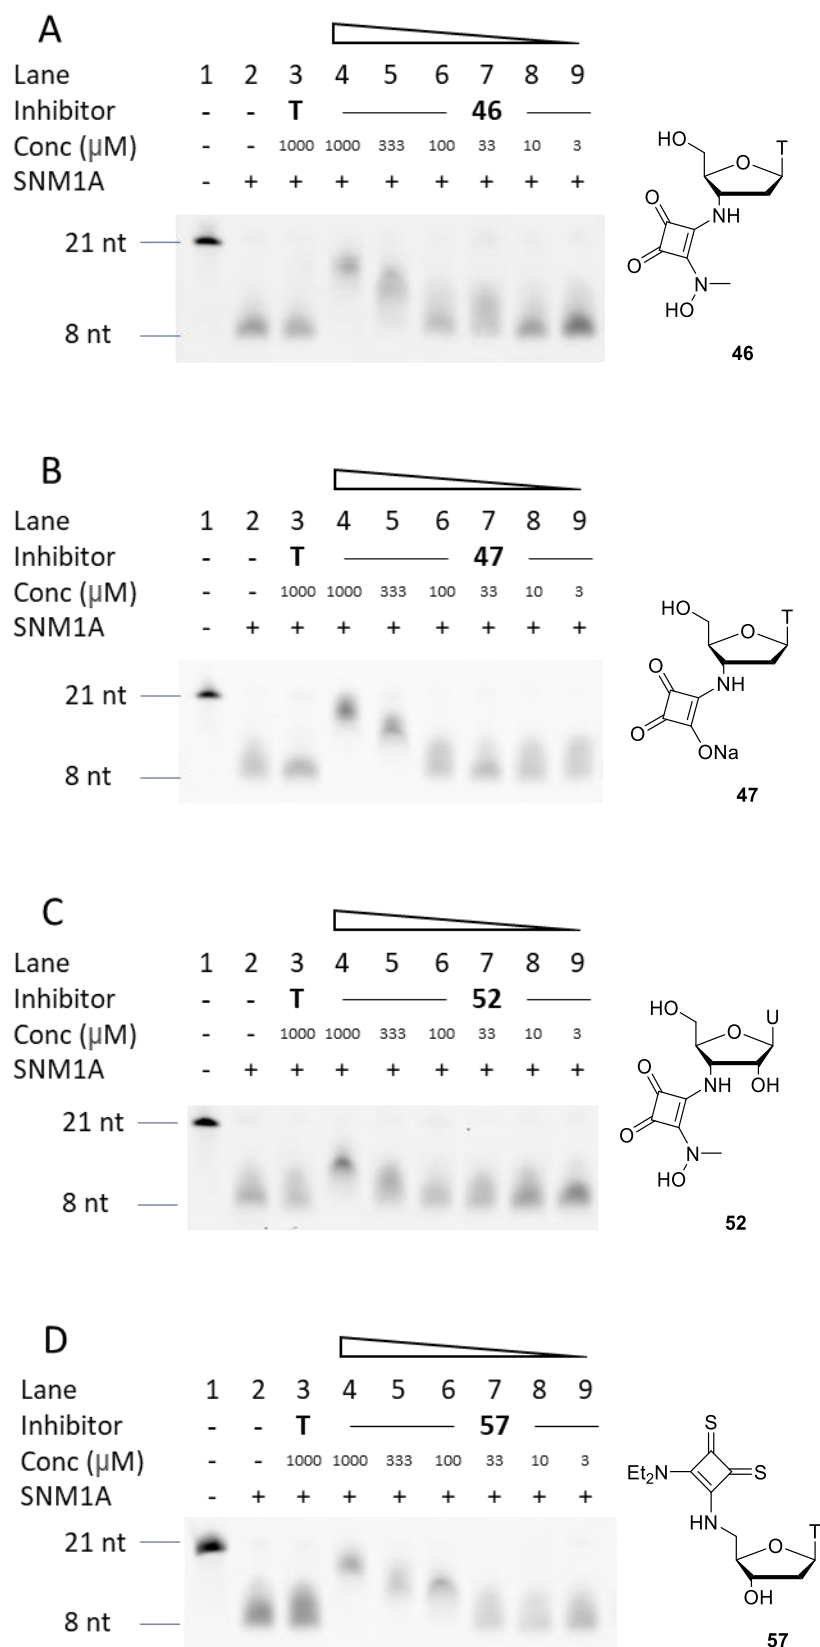 A
Lane 1 2 3 4 5 6 7 8 9
Inhibitor - - T 46
Conc (μM) - - 1000 1000 333 100 33 10 3
SNM1A - + + + + + + + +
21 nt
8 nt
HO T
O
O NH
O
N
HO
46
B
Lane 1 2 3 4 5 6 7 8 9
Inhibitor - - T 47
Conc (μM) - - 1000 1000 333 100 33 10 3
SNM1A - + + + + + + + +
21 nt
8 nt
HO T
O
O NH
O
ONa
47
C
Lane 1 2 3 4 5 6 7 8 9
Inhibitor - - T 52
Conc (μM) - - 1000 1000 333 100 33 10 3
SNM1A - + + + + + + + +
21 nt
8 nt
HO U
O
O NH OH
O
N
HO
52
D
Lane 1 2 3 4 5 6 7 8 9
Inhibitor - - T 57
Conc (μM) - - 1000 1000 333 100 33 10 3
SNM1A - + + + + + + + +
21 nt
8 nt
S
Et2N S
HN
O T
OH
57